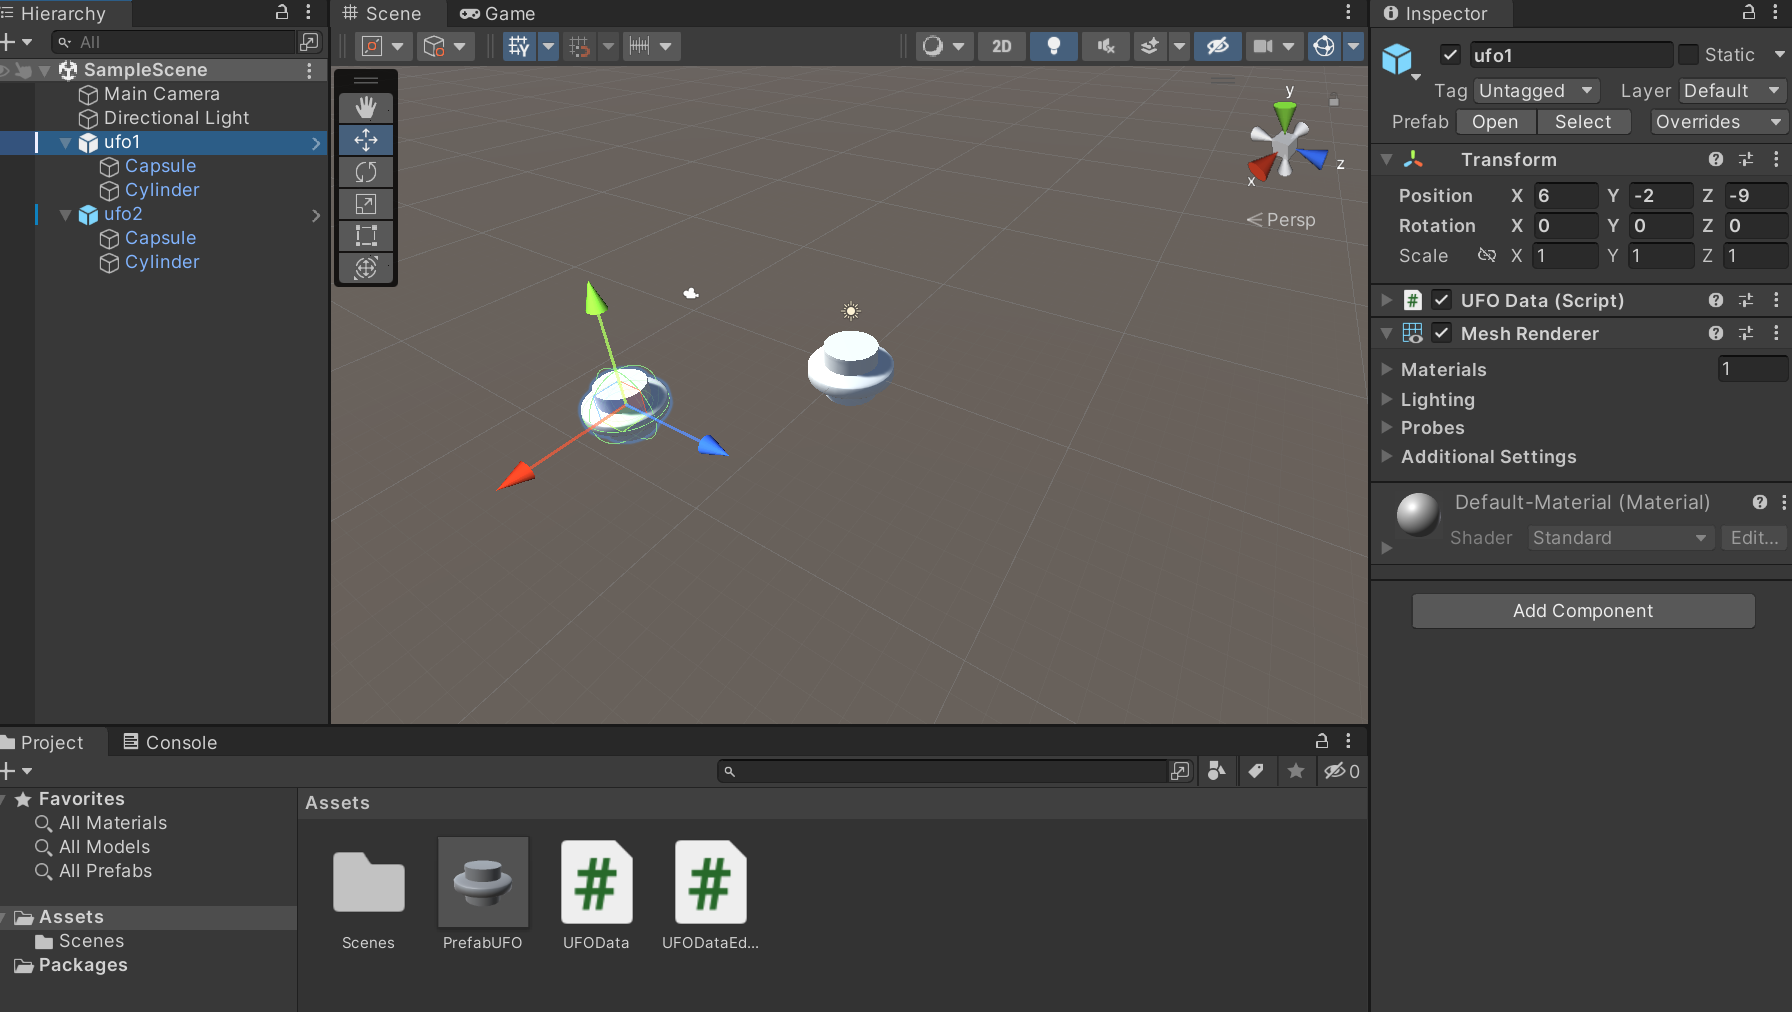 Hierarchy
All
SampleScene
Main Camera
Directional Light
ufo1
Capsule
Cylinder
ufo2
Capsule
Cylinder
Scene
Game
2D
y
z
x
Persp
Inspector
ufo1
Static
Tag Untagged Layer Default
Prefab Open Select Overrides
Transform
Position X 6 Y -2 Z -9
Rotation X 0 Y 0 Z 0
Scale X 1 Y 1 Z 1
# UFO Data (Script)
Mesh Renderer
Materials 1
Lighting
Probes
Additional Settings
Default-Material (Material)
Shader Standard Edit...
Add Component
Project
Console
0
Favorites
All Materials
All Models
All Prefabs
Assets
Scenes
Packages
Assets
# #
Scenes PrefabUFO UFOData UFODataEd...